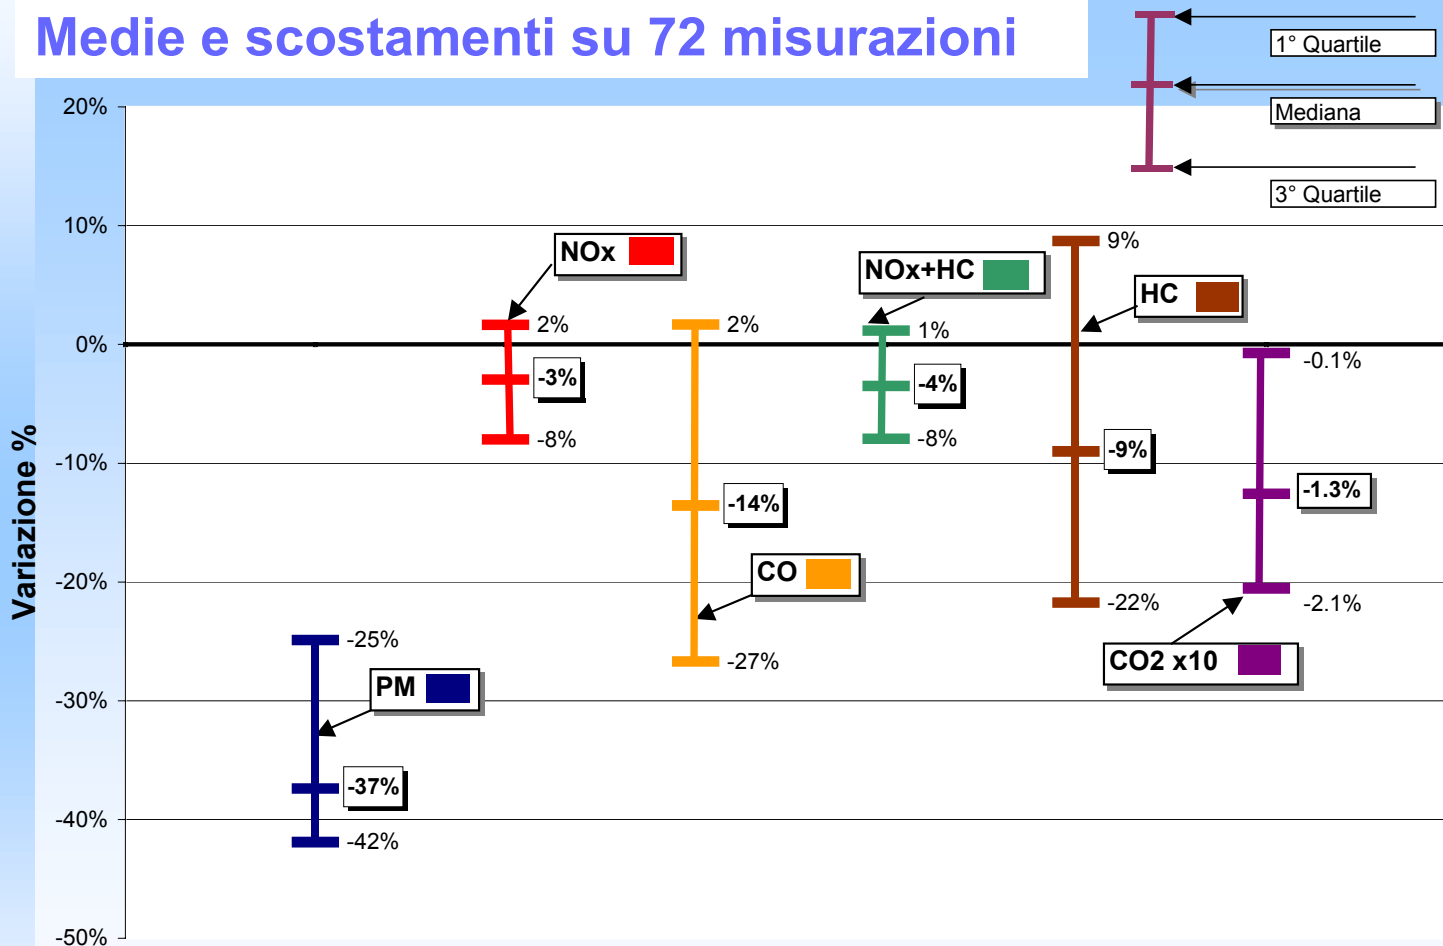 Medie e scostamenti su 72 misurazioni
1° Quartile
Mediana
3° Quartile
Variazione %
20%
10%
0%
-10%
-20%
-30%
-40%
-50%
PM
-25%
-37%
-42%
NOx
2%
-3%
-8%
CO
2%
-14%
-27%
NOx+HC
1%
-4%
-8%
HC
9%
-9%
-22%
CO2 x10
-0.1%
-1.3%
-2.1%